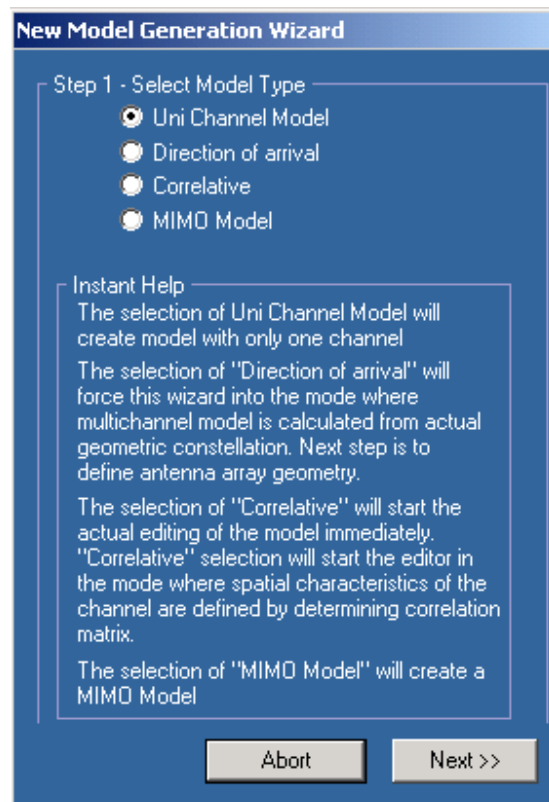 New Model Generation Wizard
Step 1 - Select Model Type
Uni Channel Model
Direction of arrival
Correlative
MIMO Model
Instant Help
The selection of Uni Channel Model will
create model with only one channel
The selection of "Direction of arrival" will
force this wizard into the mode where
multichannel model is calculated from actual
geometric constellation. Next step is to
define antenna array geometry.
The selection of "Correlative" will start the
actual editing of the model immediately.
"Correlative" selection will start the editor in
the mode where spatial characteristics of the
channel are defined by determining correlation
matrix.
The selection of "MIMO Model" will create a
MIMO Model
Abort
Next >>